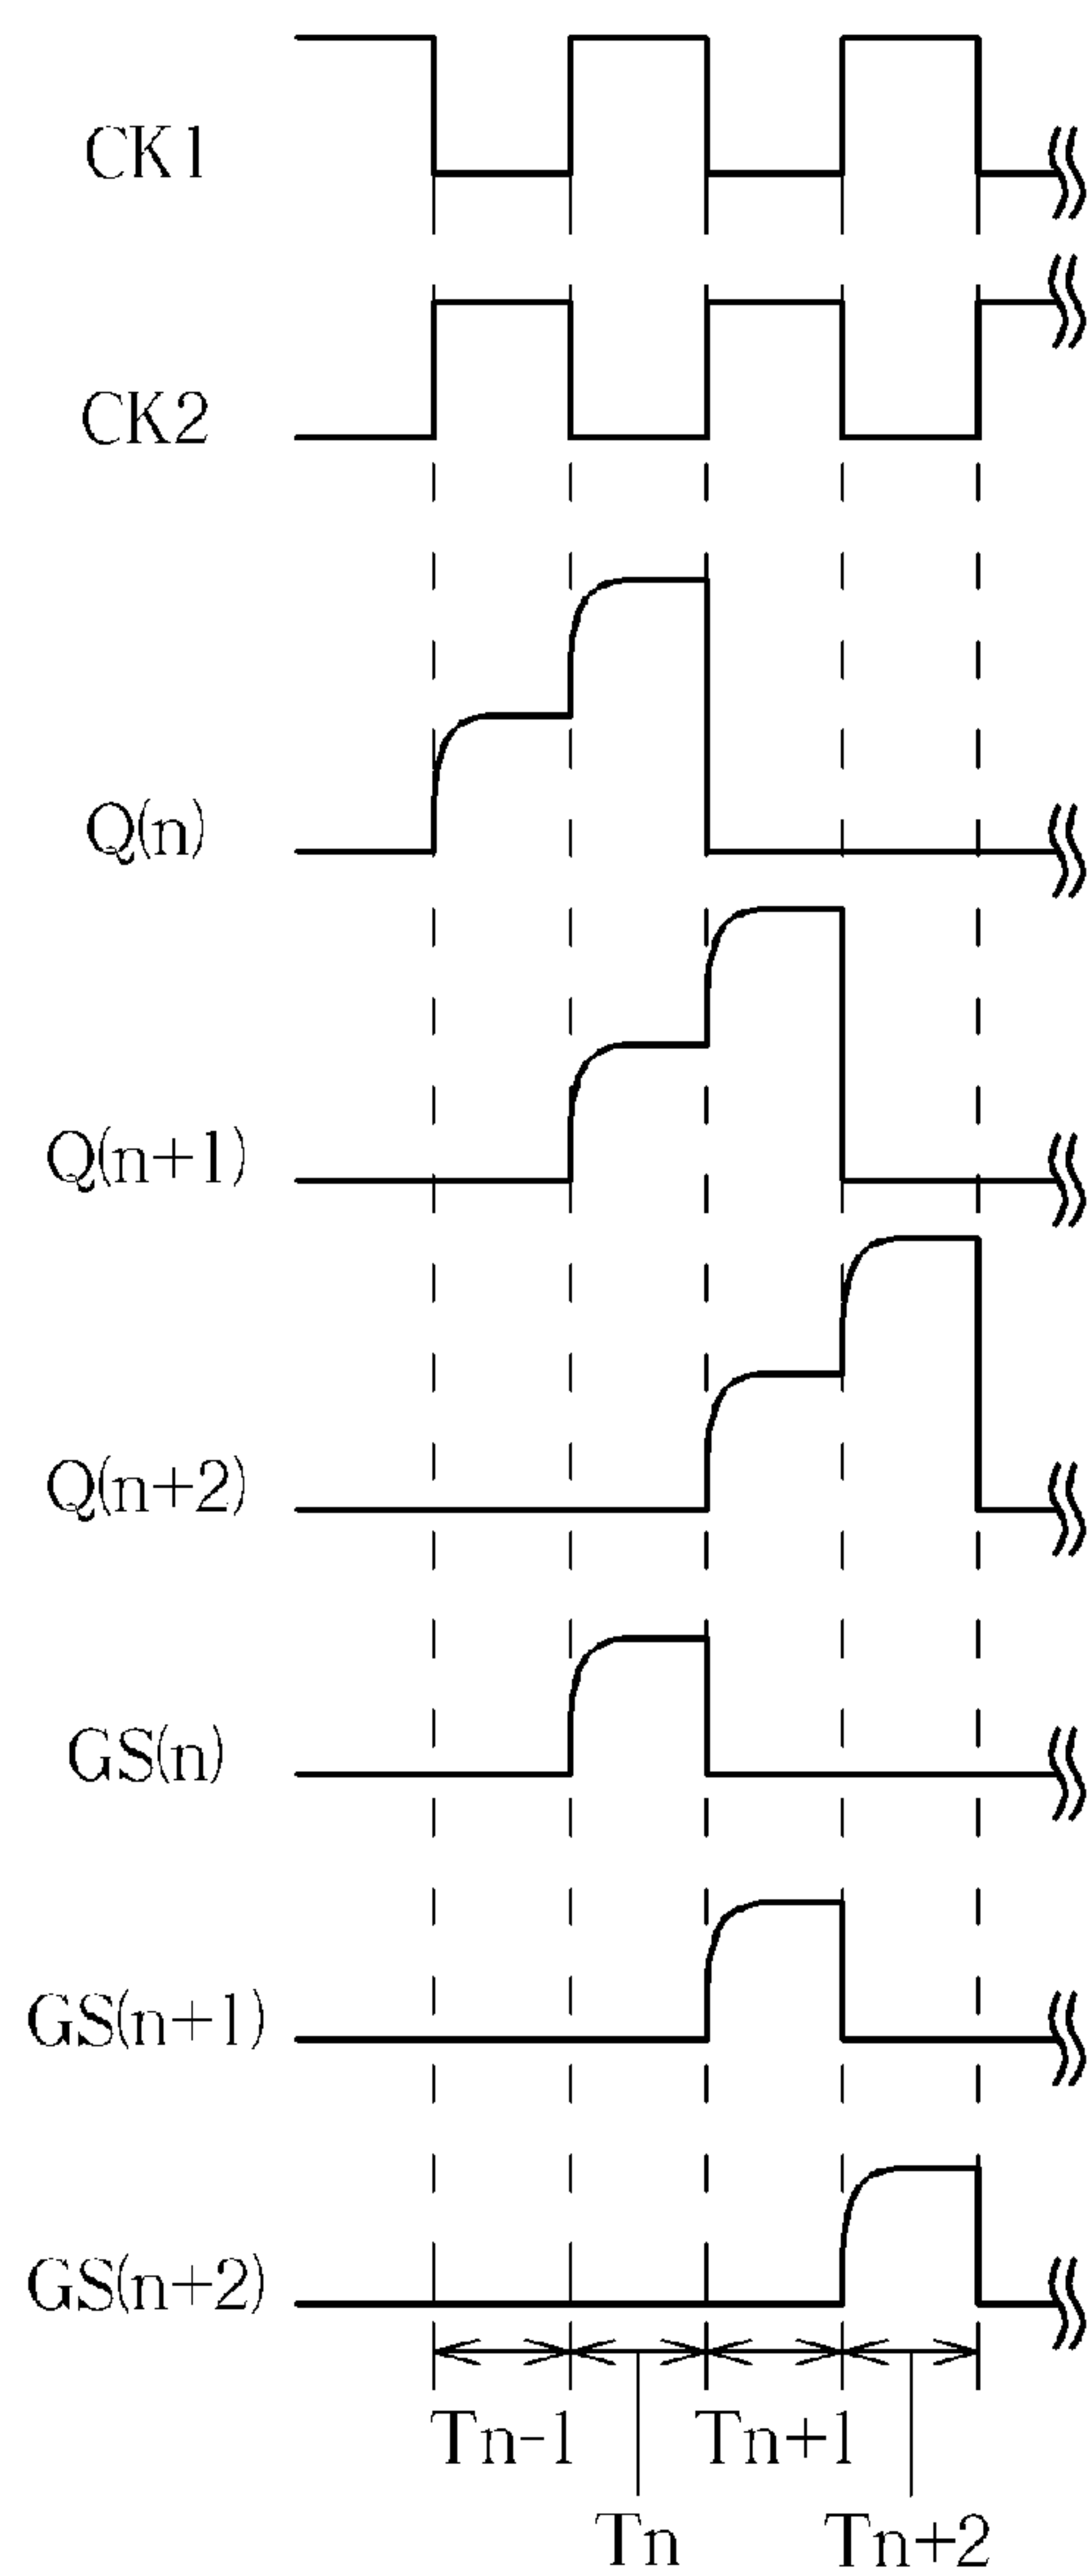 CK1
CK2
Q(n)
Q(n+1)
Q(n+2)
GS(n)
GS(n+1)
GS(n+2)
Tn-1 Tn+1
Tn Tn+2